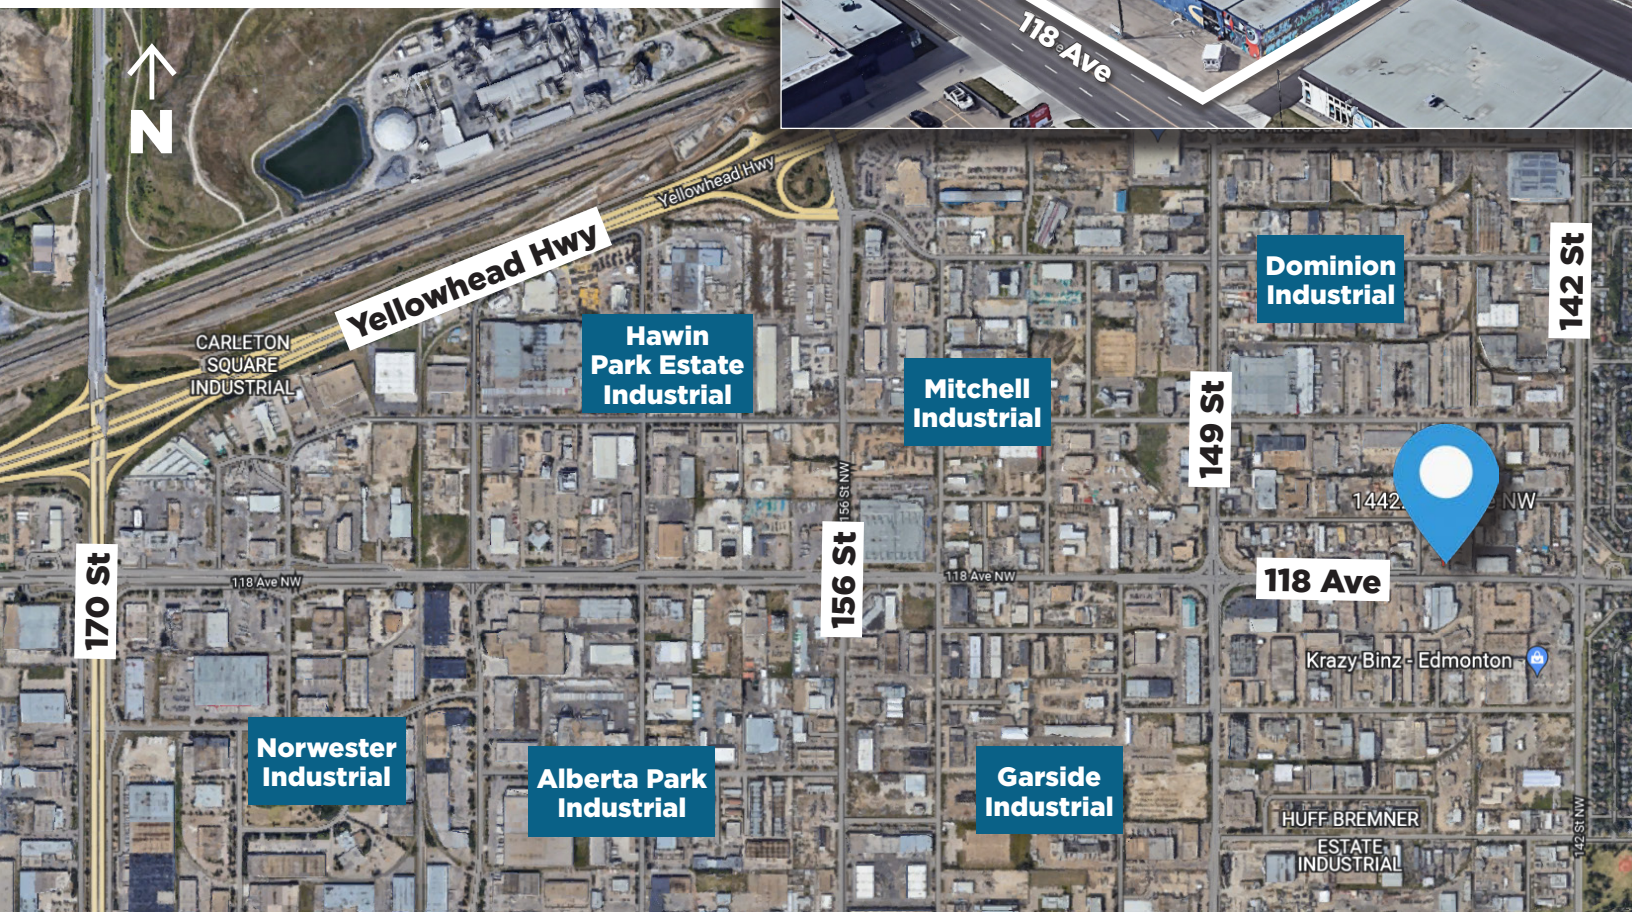 118 Ave
N
Yellowhead Hwy
Yellowhead Hwy
142 St
Dominion
Industrial
CARLETON
SQUARE
INDUSTRIAL
Hawin
Park Estate
Industrial
Mitchell
Industrial
149 St
156 St NW
NW
170 St
118 Ave NW
156 St
118 Ave NW
118 Ave
Krazy Binz - Edmonton
Norwester
Industrial
Alberta Park
Industrial
Garside
Industrial
HUFF BREMNER
ESTATE
INDUSTRIAL
142 St NW